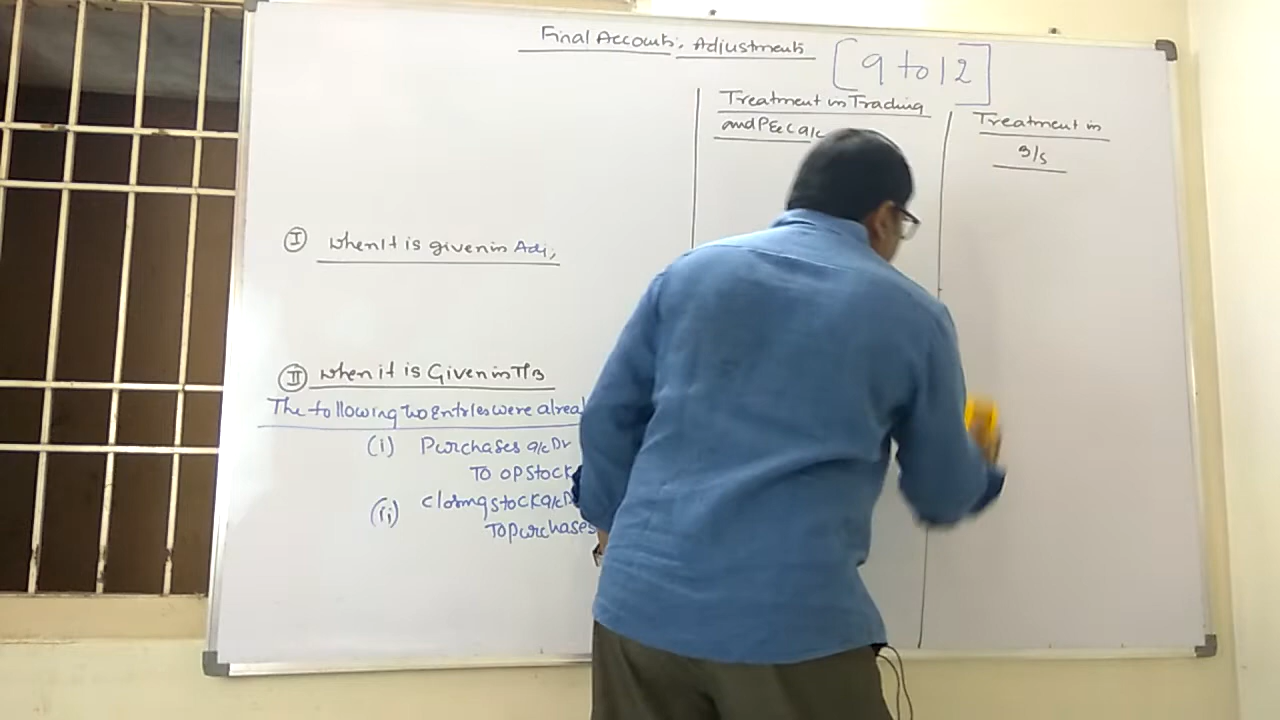 Final Accounts; Adjustments [9 to 12]
Treatment in Trading
and P&L a/c
Treatment in
B/S
(I) when it is given in Adj;
(II) when it is Given in T/B
The following two entries were
(i) Purchases a/c Dr
To op stock
(ii) closing stock a/c
To purchases